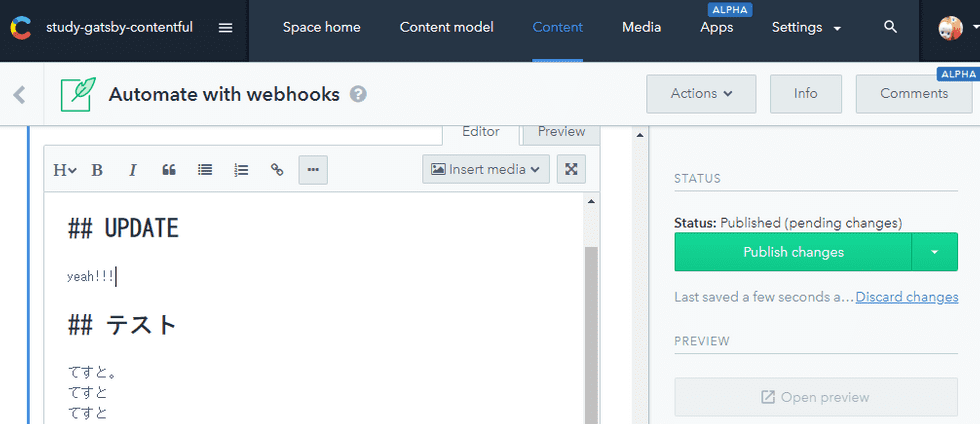 ALPHA
study-gatsby-contentful Space home Content model Content Media Apps Settings
ALPHA
Automate with webhooks ? Actions Info Comments
Editor Preview
H B I Insert media
## UPDATE
yeah!!!
## テスト
てすと。
てすと
てすと
STATUS
Status: Published (pending changes)
Publish changes
Last saved a few seconds a... Discard changes
PREVIEW
Open preview